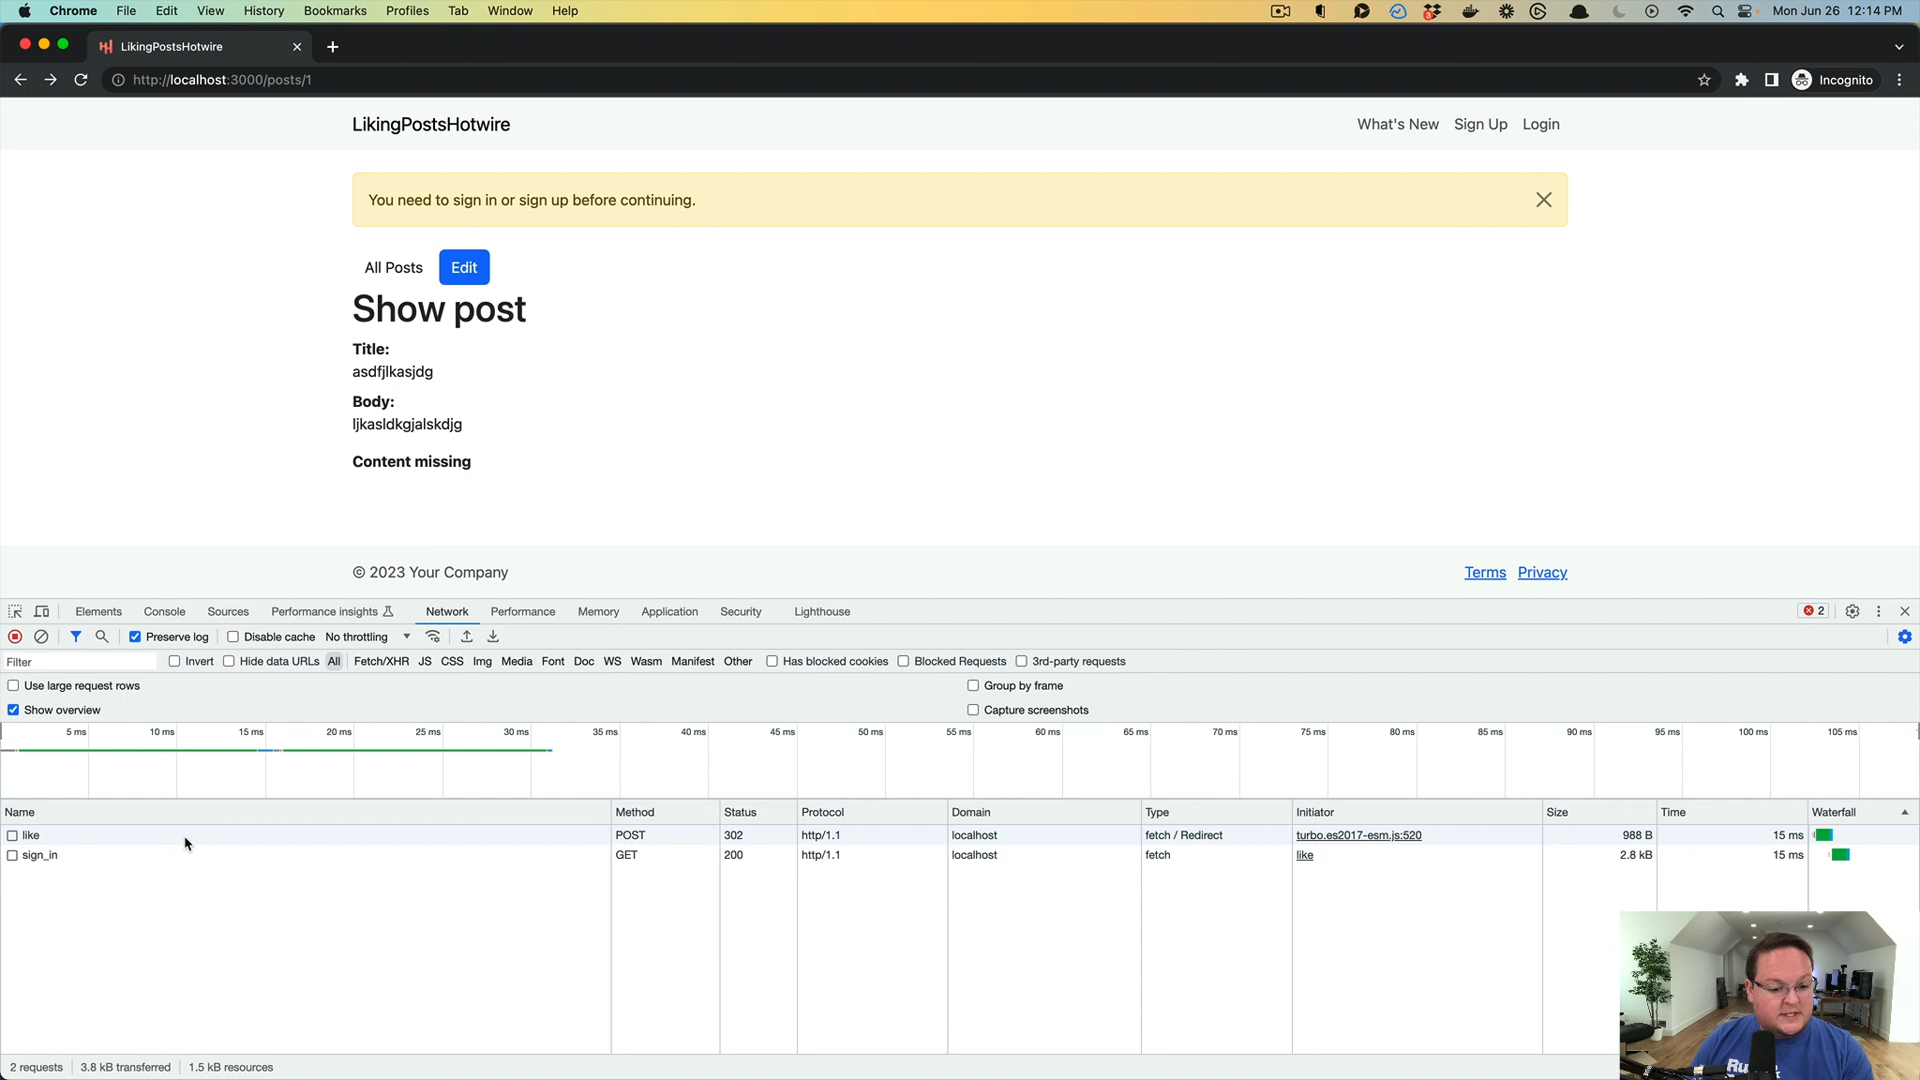 Chrome File Edit View History Bookmarks Profiles Tab Window Help 3 Mon Jun 26 12:14 PM
LikingPostsHotwire
http://localhost:3000/posts/1 Incognito
LikingPostsHotwire What's New Sign Up Login
You need to sign in or sign up before continuing.
All Posts Edit
Show post
Title:
asdfjlkasjdg
Body:
ljkasldkgjalskdjg
Content missing
© 2023 Your Company Terms Privacy
Elements Console Sources Performance insights Network Performance Memory Application Security Lighthouse 2
Preserve log Disable cache No throttling
Filter Invert Hide data URLs All Fetch/XHR JS CSS Img Media Font Doc WS Wasm Manifest Other Has blocked cookies Blocked Requests 3rd-party requests
Use large request rows Group by frame
Show overview Capture screenshots
5 ms 10 ms 15 ms 20 ms 25 ms 30 ms 35 ms 40 ms 45 ms 50 ms 55 ms 60 ms 65 ms 70 ms 75 ms 80 ms 85 ms 90 ms 95 ms 100 ms 105 ms
Name Method Status Protocol Domain Type Initiator Size Time Waterfall
like POST 302 http/1.1 localhost fetch / Redirect turbo.es2017-esm.js:520 988 B 15 ms
sign_in GET 200 http/1.1 localhost fetch like 2.8 kB 15 ms
2 requests 3.8 kB transferred 1.5 kB resources